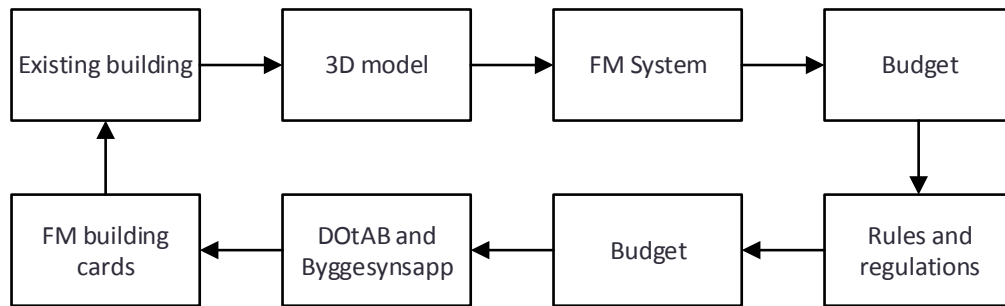 Existing building
3D model
FM System
Budget
FM building
cards
DOtAB and
Byggesynsapp
Budget
Rules and
regulations